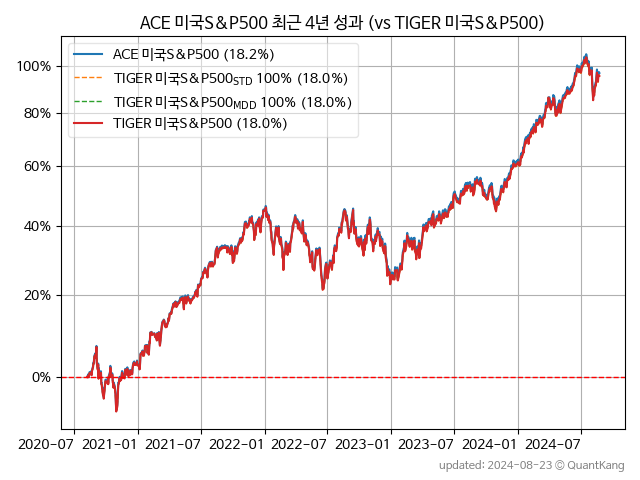 ACE 미국S&P500 최근 4년 성과 (vs TIGER 미국S&P500)
ACE 미국S&P500 (18.2%)
TIGER 미국S&P500STD 100% (18.0%)
TIGER 미국S&P500MDD 100% (18.0%)
TIGER 미국S&P500 (18.0%)
100%
80%
60%
40%
20%
0%
2020-07 2021-01 2021-07 2022-01 2022-07 2023-01 2023-07 2024-01 2024-07
updated: 2024-08-23 © QuantKang